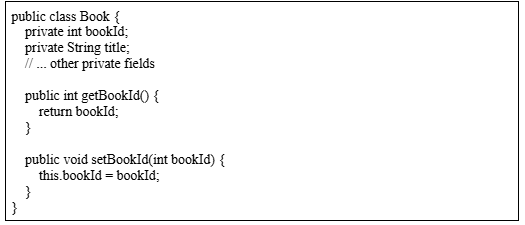 public class Book {
private int bookId;
private String title;
// ... other private fields
public int getBookId() {
return bookId;
}
public void setBookId(int bookId) {
this.bookId = bookId;
}
}